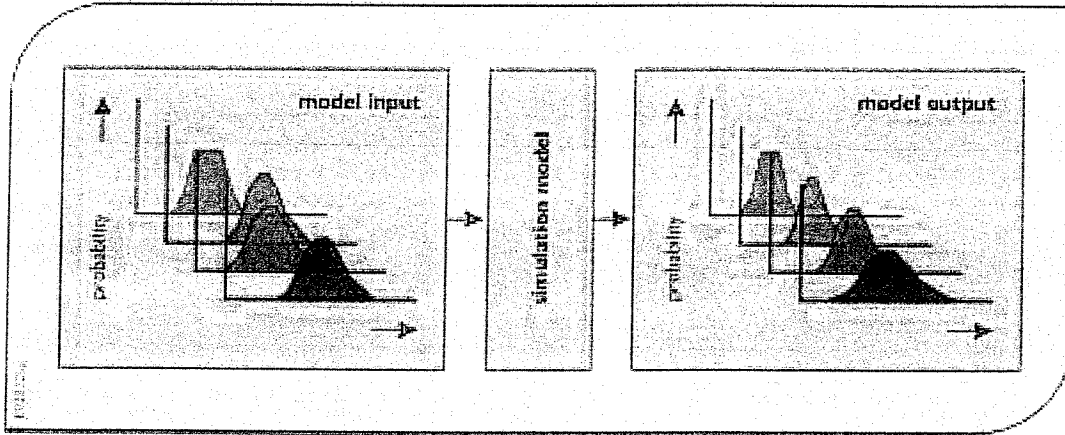 model input
probability
simulation model
model output
probability